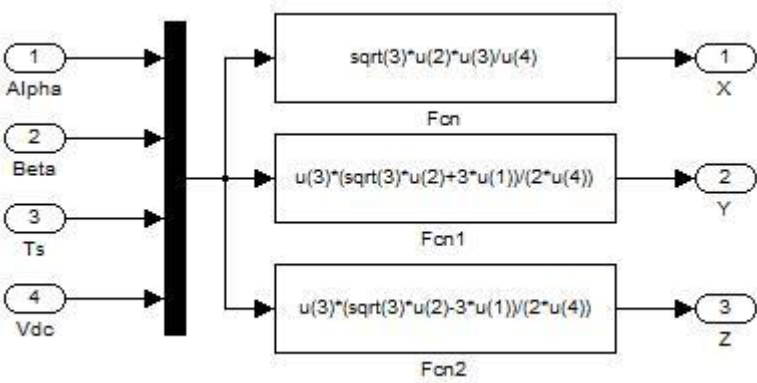 1
Alpha
2
Beta
3
Ts
4
Vdc
sqrt(3)*u(2)*u(3)/u(4)
Fcn
u(3)*(sqrt(3)*u(2)+3*u(1))/(2*u(4))
Fcn1
u(3)*(sqrt(3)*u(2)-3*u(1))/(2*u(4))
Fcn2
1
X
2
Y
3
Z